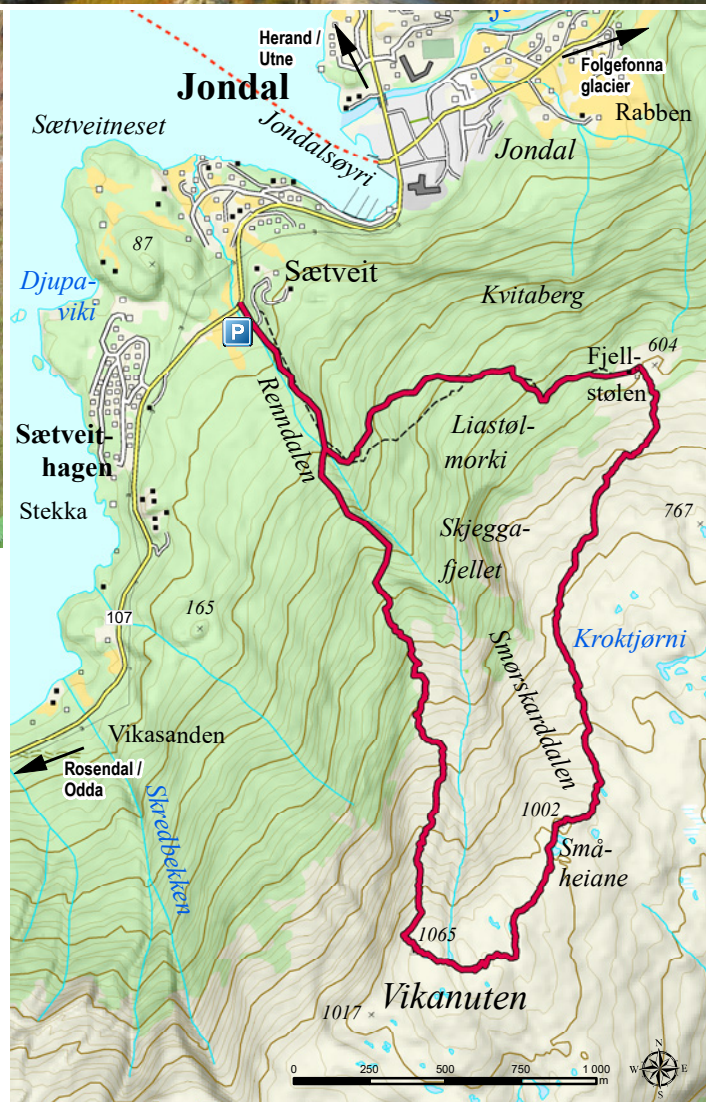 Herand /
Utne
Folgefonna
glacier
Jondal
Rabben
Sætveitneset
Jondalsøyri
Jondal
87
Sætveit
Djupa-
viki
Kvitaberg
P
604
Fjell-
stølen
Renndalen
Liastøl-
morki
Sætveit-
hagen
Stekka
767
Skjegga-
fjellet
107
165
Kroktjørni
Smørskarddalen
Vikasanden
Rosendal /
Odda
Skredbekken
1002
Små-
heiane
1065
Vikanuten
1017
0 250 500 750 1 000
m
N
W E
S